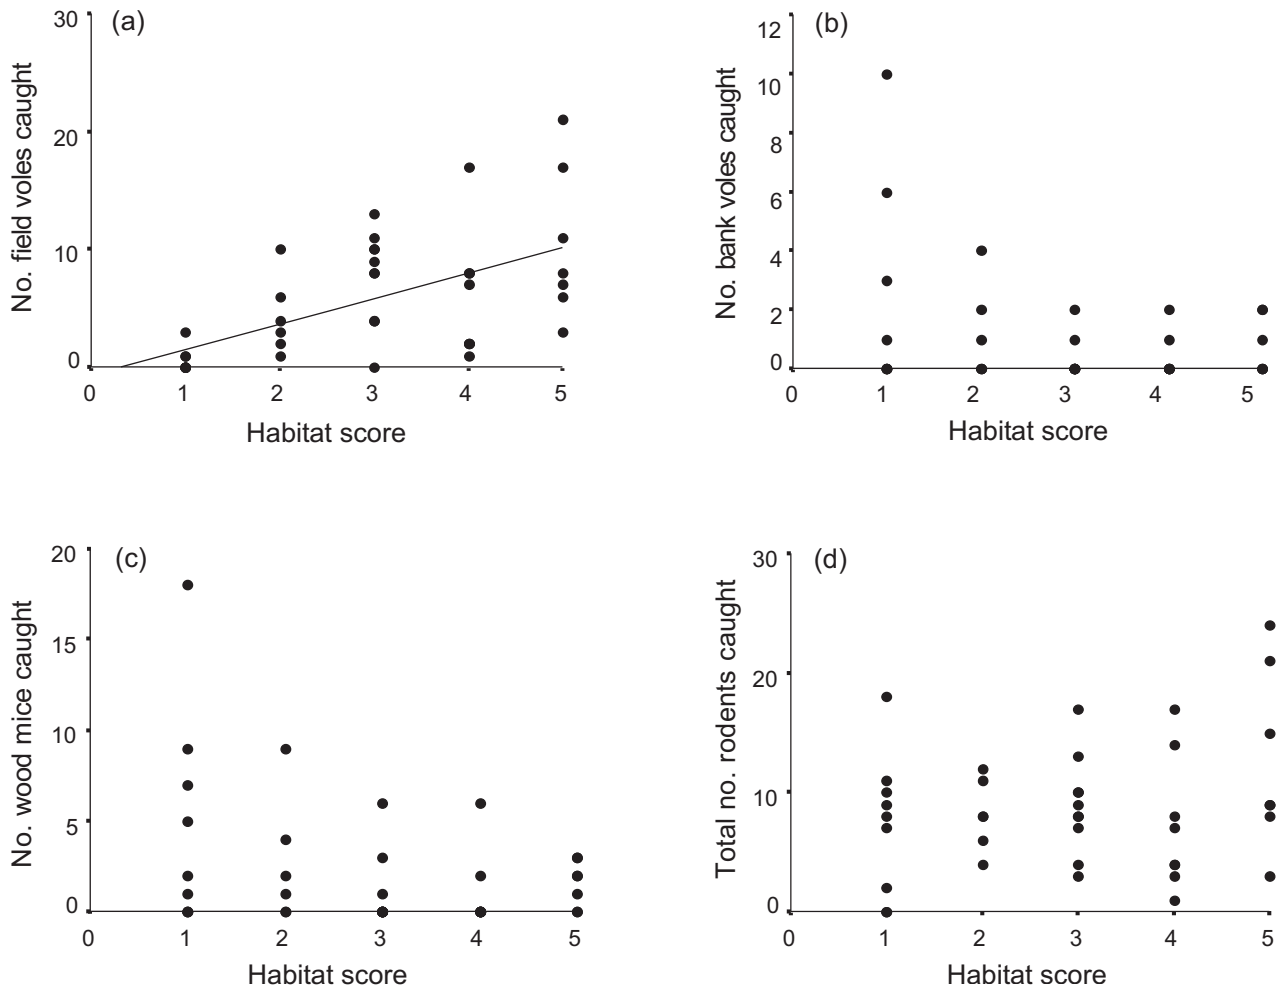 (a)
No. field voles caught
30
20
10
0
0 1 2 3 4 5
Habitat score
(b)
No. bank voles caught
12
10
8
6
4
2
0
0 1 2 3 4 5
Habitat score
(c)
No. wood mice caught
20
15
10
5
0
0 1 2 3 4 5
Habitat score
(d)
Total no. rodents caught
30
20
10
0
0 1 2 3 4 5
Habitat score